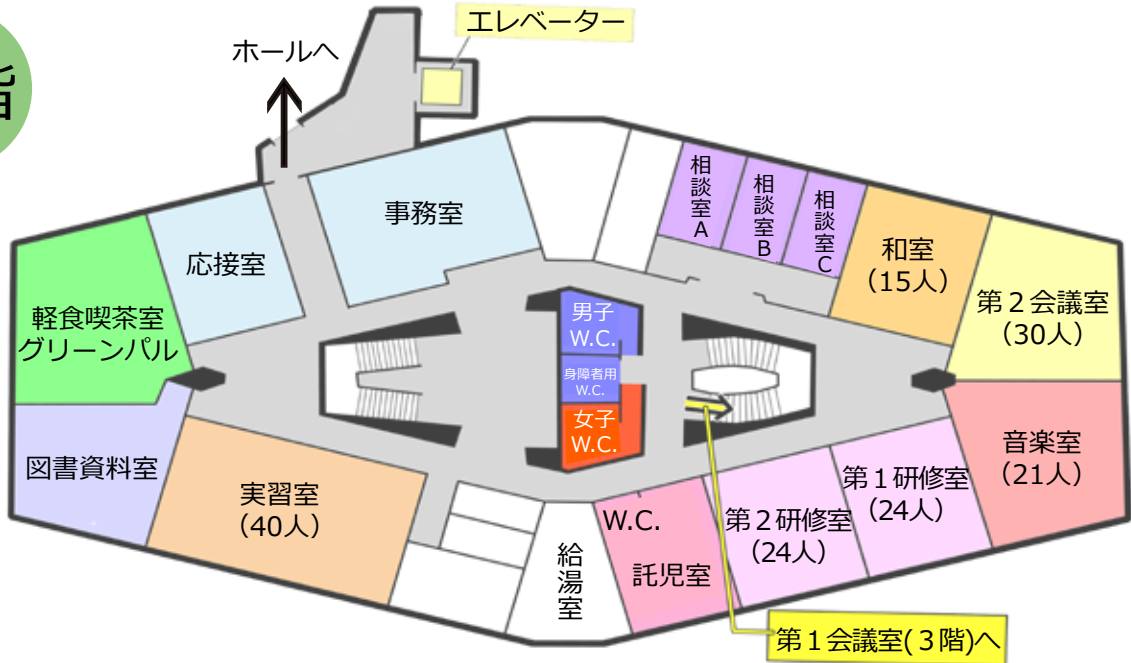 階
エレベーター
ホールへ
事務室
応接室
軽食喫茶室
グリーンパル
図書資料室
実習室
（40人）
男子
W.C.
身障者用
W.C.
女子
W.C.
相談室A
相談室B
相談室C
和室
（15人）
第２会議室
（30人）
音楽室
（21人）
第１研修室
（24人）
第２研修室
（24人）
W.C.
託児室
給湯室
第１会議室(３階)へ